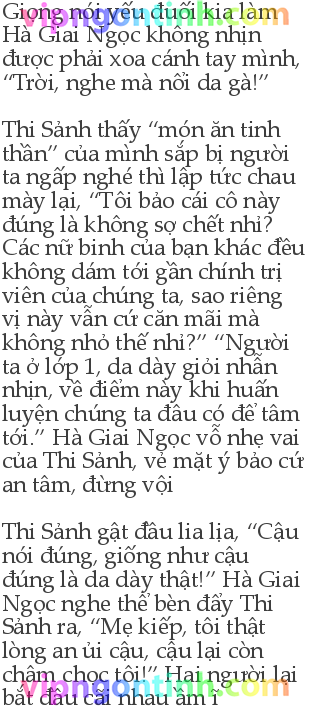 Giọng nói yếu đuối kia làm
vipngontinh.com
Hà Giai Ngọc không nhịn
được phải xoa cánh tay mình,
“Trời, nghe mà nổi da gà!”
Thi Sảnh thấy “món ăn tinh
thần” của mình sắp bị người
ta ngấp nghé thì lập tức chau
mày lại, “Tôi bảo cái cô này
đúng là không sợ chết nhỉ?
Các nữ binh của bạn khác đều
không dám tới gần chính trị
viên của chúng ta, sao riêng
vị này vẫn cứ căn mãi mà
không nhỏ thế nhỉ?” “Người
ta ở lớp 1, da dày giỏi nhẫn
nhịn, về điểm này khi huấn
luyện chúng ta đâu có để tâm
tới.” Hà Giai Ngọc vỗ nhẹ vai
của Thi Sảnh, vẻ mặt ý bảo cứ
an tâm, đừng vội
Thi Sảnh gật đầu lia lịa, “Cậu
nói đúng, giống như cậu
đúng là da dày thật!” Hà Giai
Ngọc nghe thế bèn đẩy Thi
Sảnh ra, “Mẹ kiếp, tôi thật
lòng an ủi cậu, cậu lại còn
châm chọc tôi!” Hai người lại
vipngontinh.com
bắt đầu cãi nhau ầm ĩ